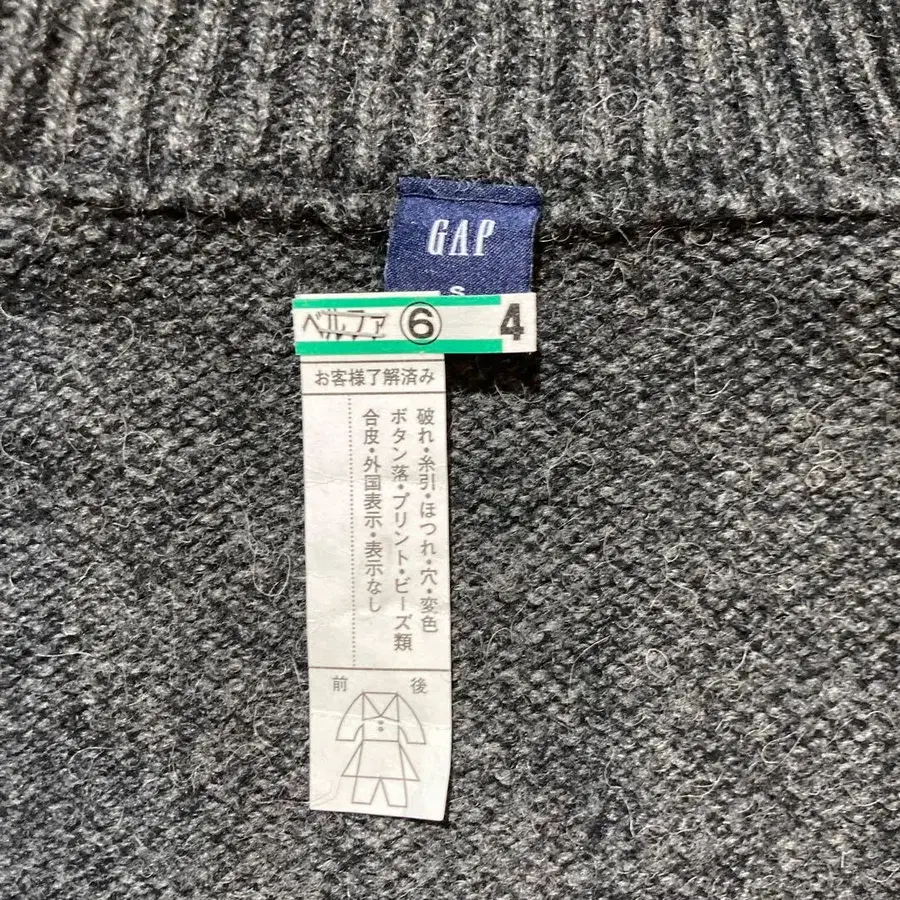 GAP
S
ベルファ ⑥ 4
お客様了解済み
破れ・糸引・ほつれ・穴・変色
ボタン落・プリント・ビーズ類
合皮・外国表示・表示なし
前 後